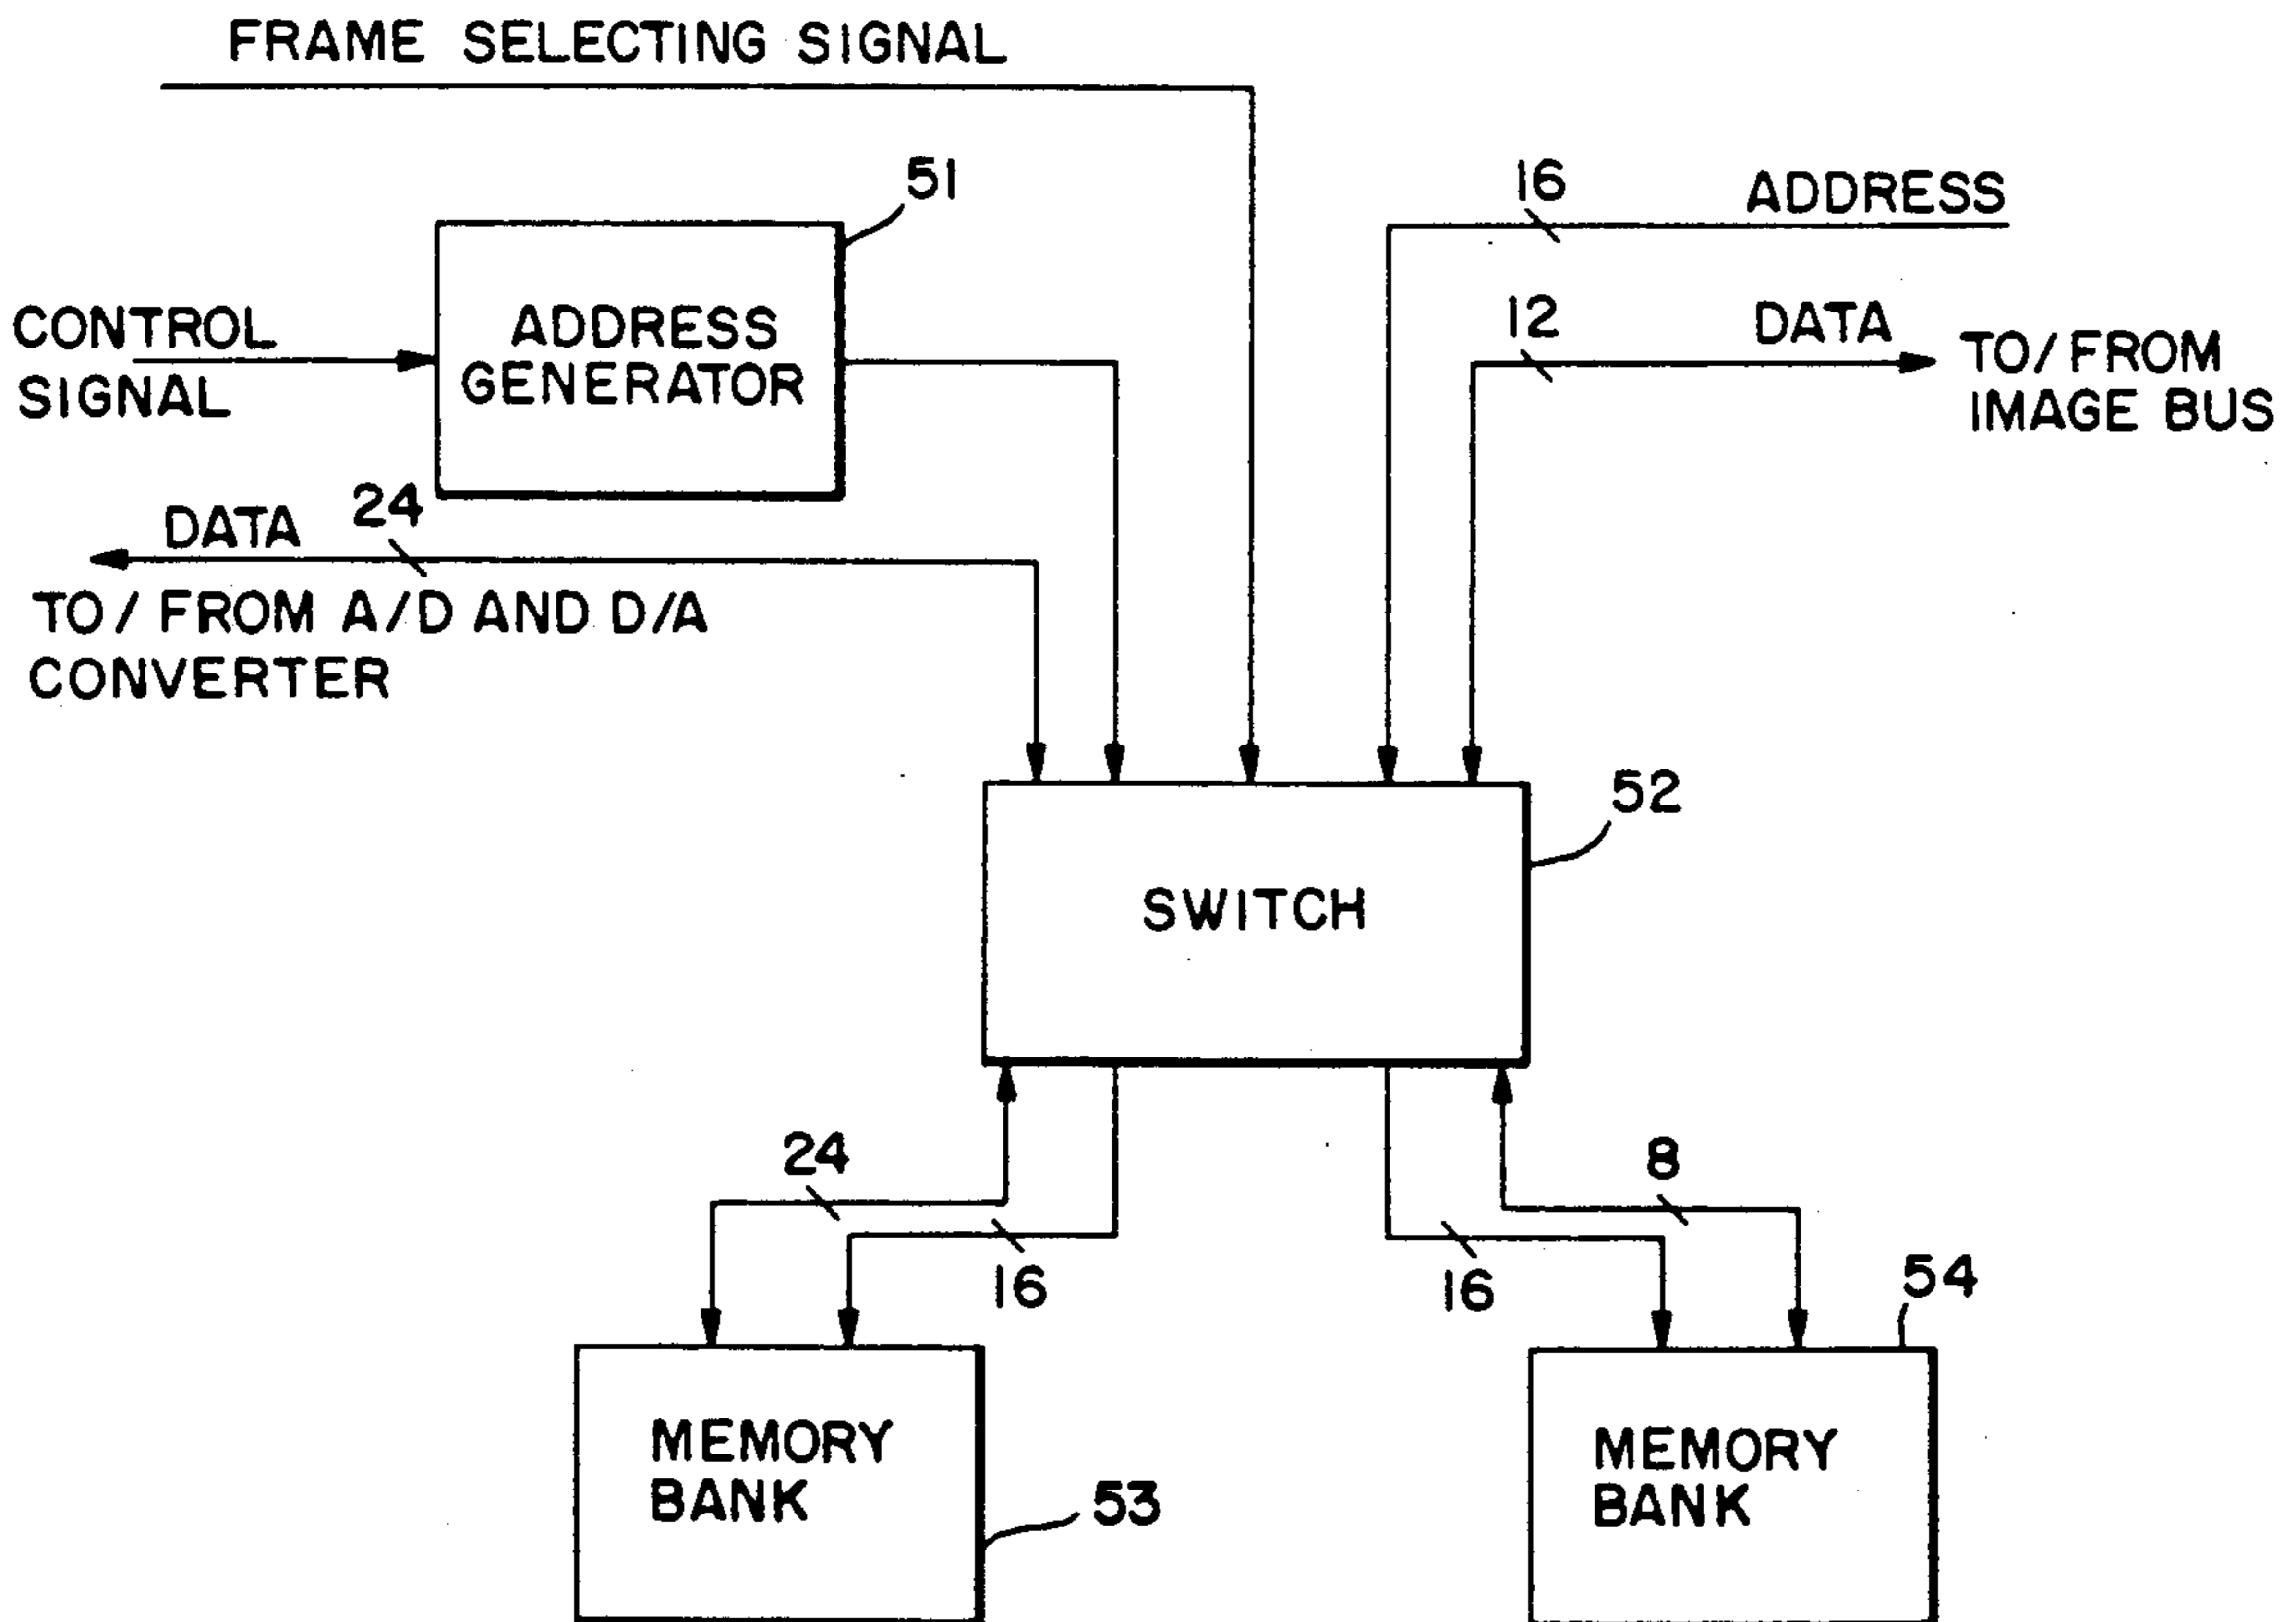 FRAME SELECTING SIGNAL
51
16
ADDRESS
CONTROL
SIGNAL
ADDRESS
GENERATOR
12
DATA
TO/FROM
IMAGE BUS
DATA
24
TO/FROM A/D AND D/A
CONVERTER
52
SWITCH
24
16
8
16
54
MEMORY
BANK
53
MEMORY
BANK